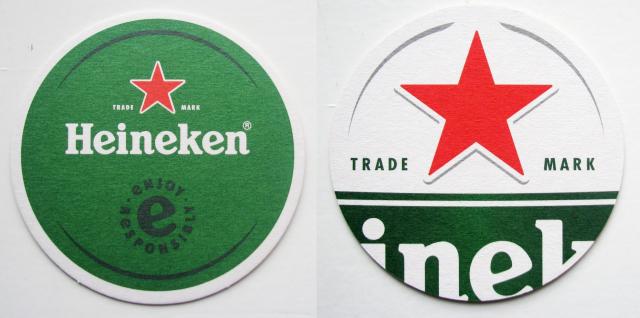 TRADE MARK
Heineken®
ENJOY RESPONSIBLY
e
TRADE MARK
inek